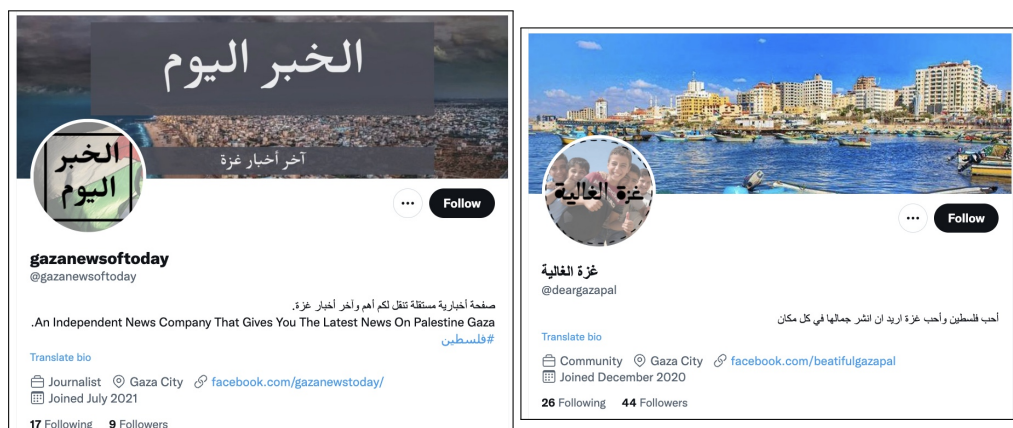 الخبر اليوم
آخر أخبار غزة
الخبر
اليوم
Follow
gazanewsoftoday
@gazanewsoftoday
صفحة أخبارية مستقلة تنقل لكم أهم وآخر أخبار غزة.
.An Independent News Company That Gives You The Latest News On Palestine Gaza
#فلسطين
Translate bio
Journalist Gaza City facebook.com/gazanewstoday/
Joined July 2021
17 Following 9 Followers
غزة الغالية
Follow
غزة الغالية
@deargazapal
أحب فلسطين وأحب غزة اريد ان انشر جمالها في كل مكان
Translate bio
Community Gaza City facebook.com/beatifulgazapal
Joined December 2020
26 Following 44 Followers